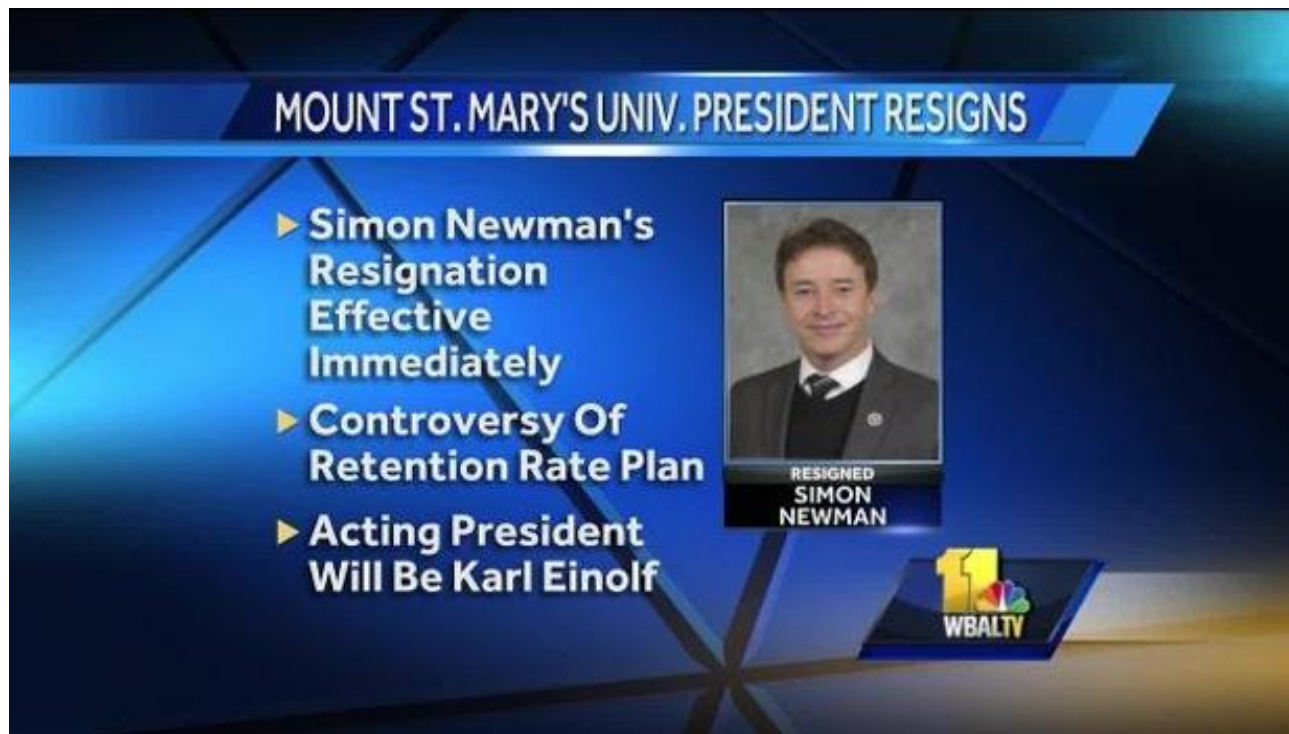 MOUNT ST. MARY'S UNIV. PRESIDENT RESIGNS
Simon Newman's
Resignation
Effective
Immediately
Controversy Of
Retention Rate Plan
Acting President
Will Be Karl Einolf
RESIGNED
SIMON
NEWMAN
11
WBALTV